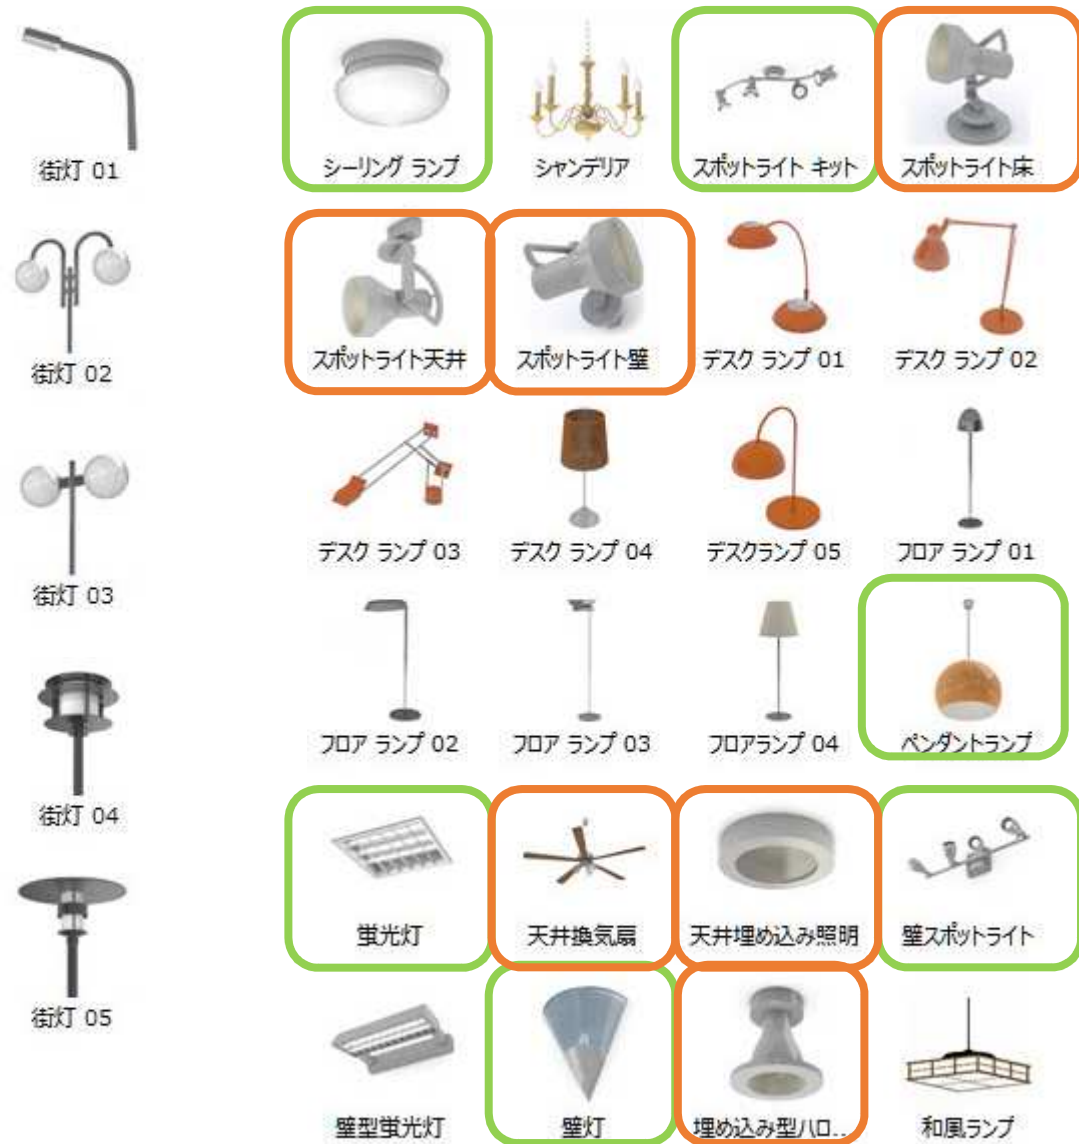 街灯 01
シーリング ランプ
シャンデリア
スポットライト キット
スポットライト床
街灯 02
スポットライト天井
スポットライト壁
デスク ランプ 01
デスク ランプ 02
街灯 03
デスク ランプ 03
デスク ランプ 04
デスクランプ 05
フロア ランプ 01
街灯 04
フロア ランプ 02
フロア ランプ 03
フロアランプ 04
ペンダントランプ
街灯 05
蛍光灯
天井換気扇
天井埋め込み照明
壁スポットライト
壁型蛍光灯
壁灯
埋め込み型ハロ...
和風ランプ